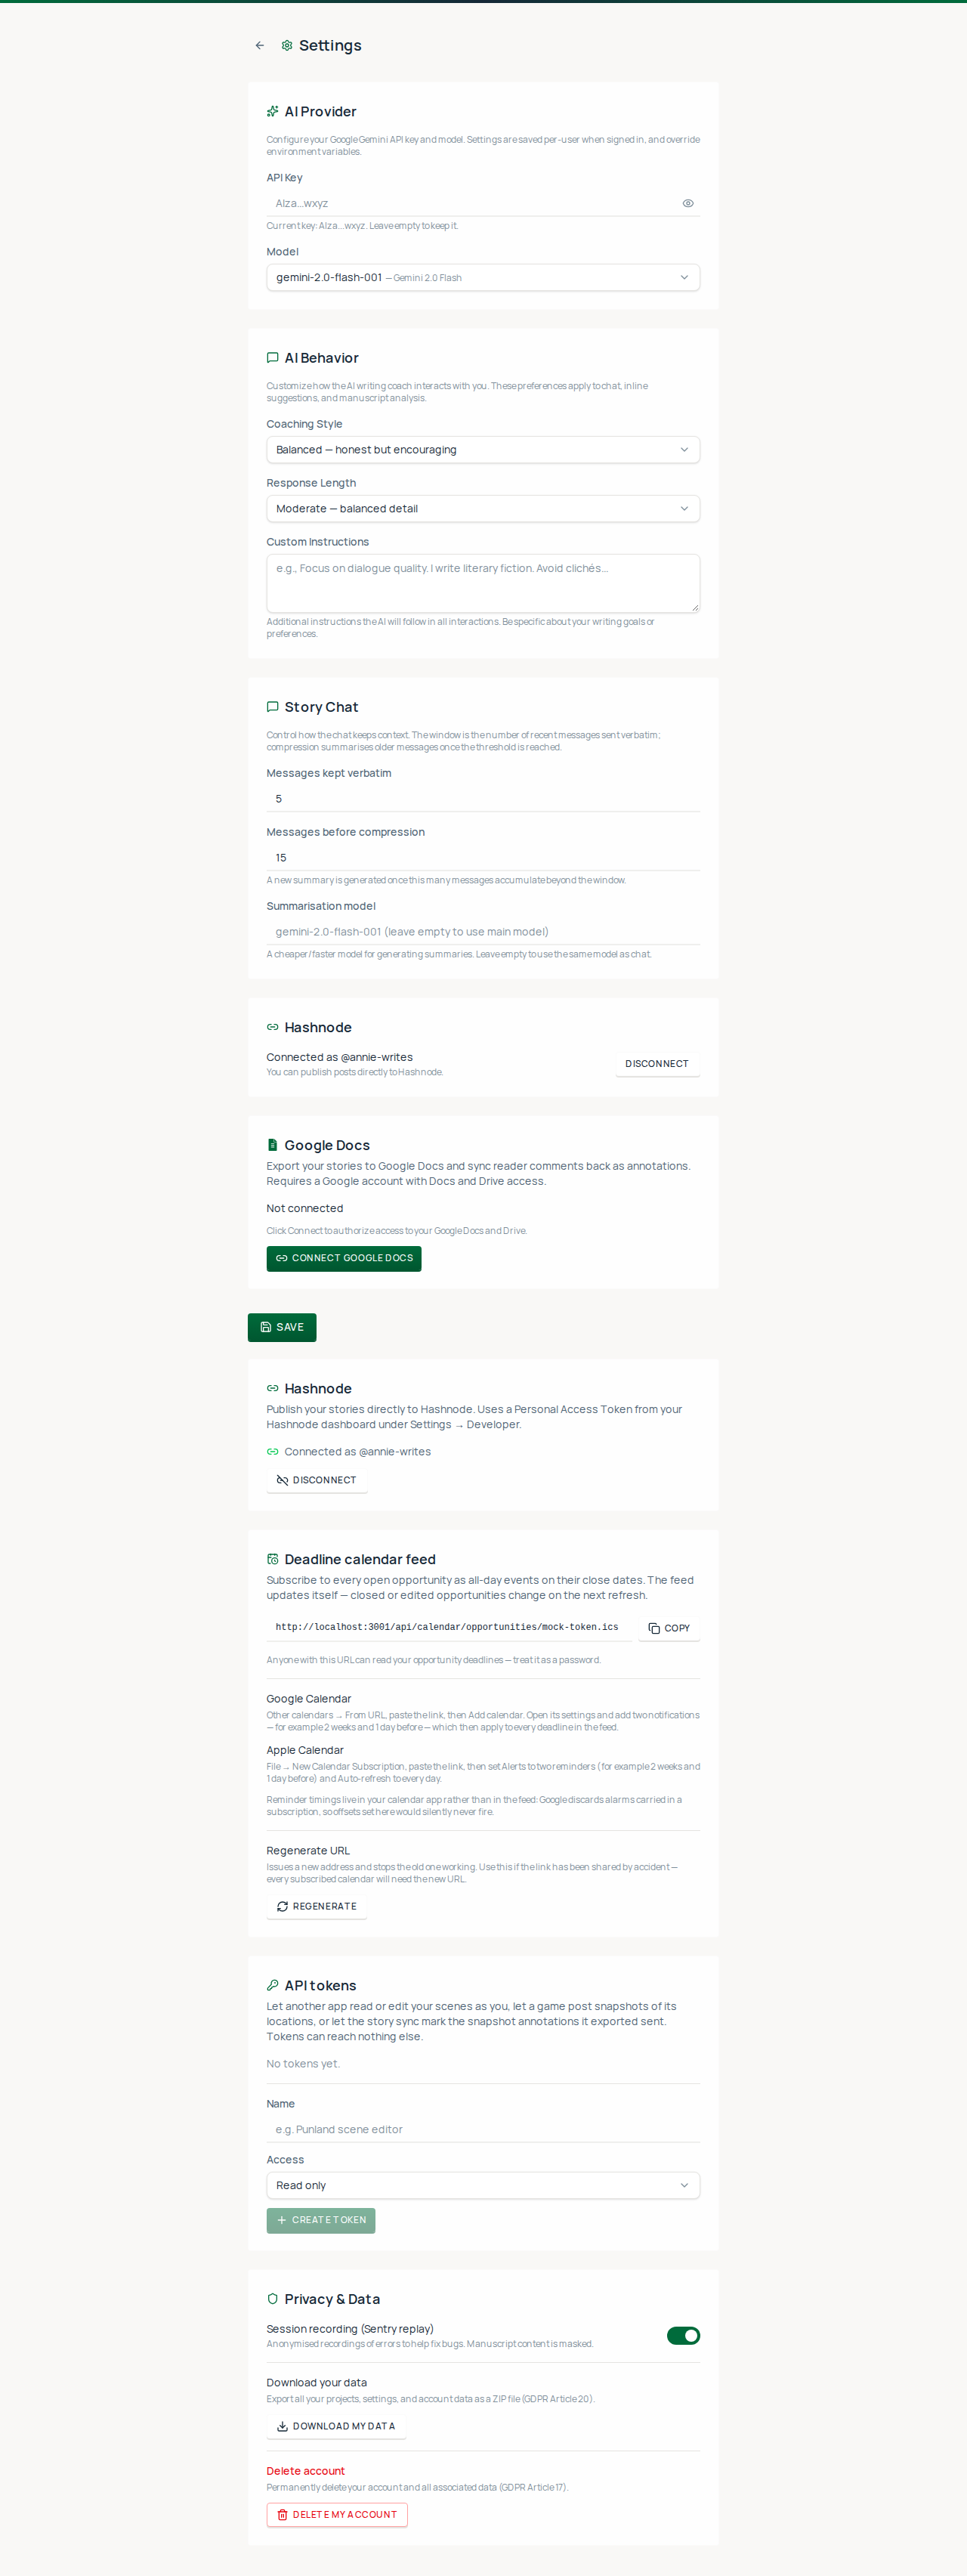 Settings
AI Provider
Configure your Google Gemini API key and model. Settings are saved per-user when signed in, and override
environment variables.
API Key
AIza...wxyz
Current key: AIza...wxyz. Leave empty to keep it.
Model
gemini-2.0-flash-001 — Gemini 2.0 Flash
AI Behavior
Customize how the AI writing coach interacts with you. These preferences apply to chat, inline
suggestions, and manuscript analysis.
Coaching Style
Balanced — honest but encouraging
Response Length
Moderate — balanced detail
Custom Instructions
e.g., Focus on dialogue quality. I write literary fiction. Avoid clichés...
Additional instructions the AI will follow in all interactions. Be specific about your writing goals or
preferences.
Story Chat
Control how the chat keeps context. The window is the number of recent messages sent verbatim;
compression summarises older messages once the threshold is reached.
Messages kept verbatim
5
Messages before compression
15
A new summary is generated once this many messages accumulate beyond the window.
Summarisation model
gemini-2.0-flash-001 (leave empty to use main model)
A cheaper/faster model for generating summaries. Leave empty to use the same model as chat.
Hashnode
Connected as @annie-writes
You can publish posts directly to Hashnode.
DISCONNECT
Google Docs
Export your stories to Google Docs and sync reader comments back as annotations.
Requires a Google account with Docs and Drive access.
Not connected
Click Connect to authorize access to your Google Docs and Drive.
CONNECT GOOGLE DOCS
SAVE
Hashnode
Publish your stories directly to Hashnode. Uses a Personal Access Token from your
Hashnode dashboard under Settings → Developer.
Connected as @annie-writes
DISCONNECT
Deadline calendar feed
Subscribe to every open opportunity as all-day events on their close dates. The feed
updates itself — closed or edited opportunities change on the next refresh.
http://localhost:3001/api/calendar/opportunities/mock-token.ics
COPY
Anyone with this URL can read your opportunity deadlines — treat it as a password.
Google Calendar
Other calendars → From URL, paste the link, then Add calendar. Open its settings and add two notifications
— for example 2 weeks and 1 day before — which then apply to every deadline in the feed.
Apple Calendar
File → New Calendar Subscription, paste the link, then set Alerts to two reminders (for example 2 weeks and
1 day before) and Auto-refresh to every day.
Reminder timings live in your calendar app rather than in the feed: Google discards alarms carried in a
subscription, so offsets set here would silently never fire.
Regenerate URL
Issues a new address and stops the old one working. Use this if the link has been shared by accident —
every subscribed calendar will need the new URL.
REGENERATE
API tokens
Let another app read or edit your scenes as you, let a game post snapshots of its
locations, or let the story sync mark the snapshot annotations it exported sent.
Tokens can reach nothing else.
No tokens yet.
Name
e.g. Punland scene editor
Access
Read only
CREATE TOKEN
Privacy & Data
Session recording (Sentry replay)
Anonymised recordings of errors to help fix bugs. Manuscript content is masked.
Download your data
Export all your projects, settings, and account data as a ZIP file (GDPR Article 20).
DOWNLOAD MY DATA
Delete account
Permanently delete your account and all associated data (GDPR Article 17).
DELETE MY ACCOUNT